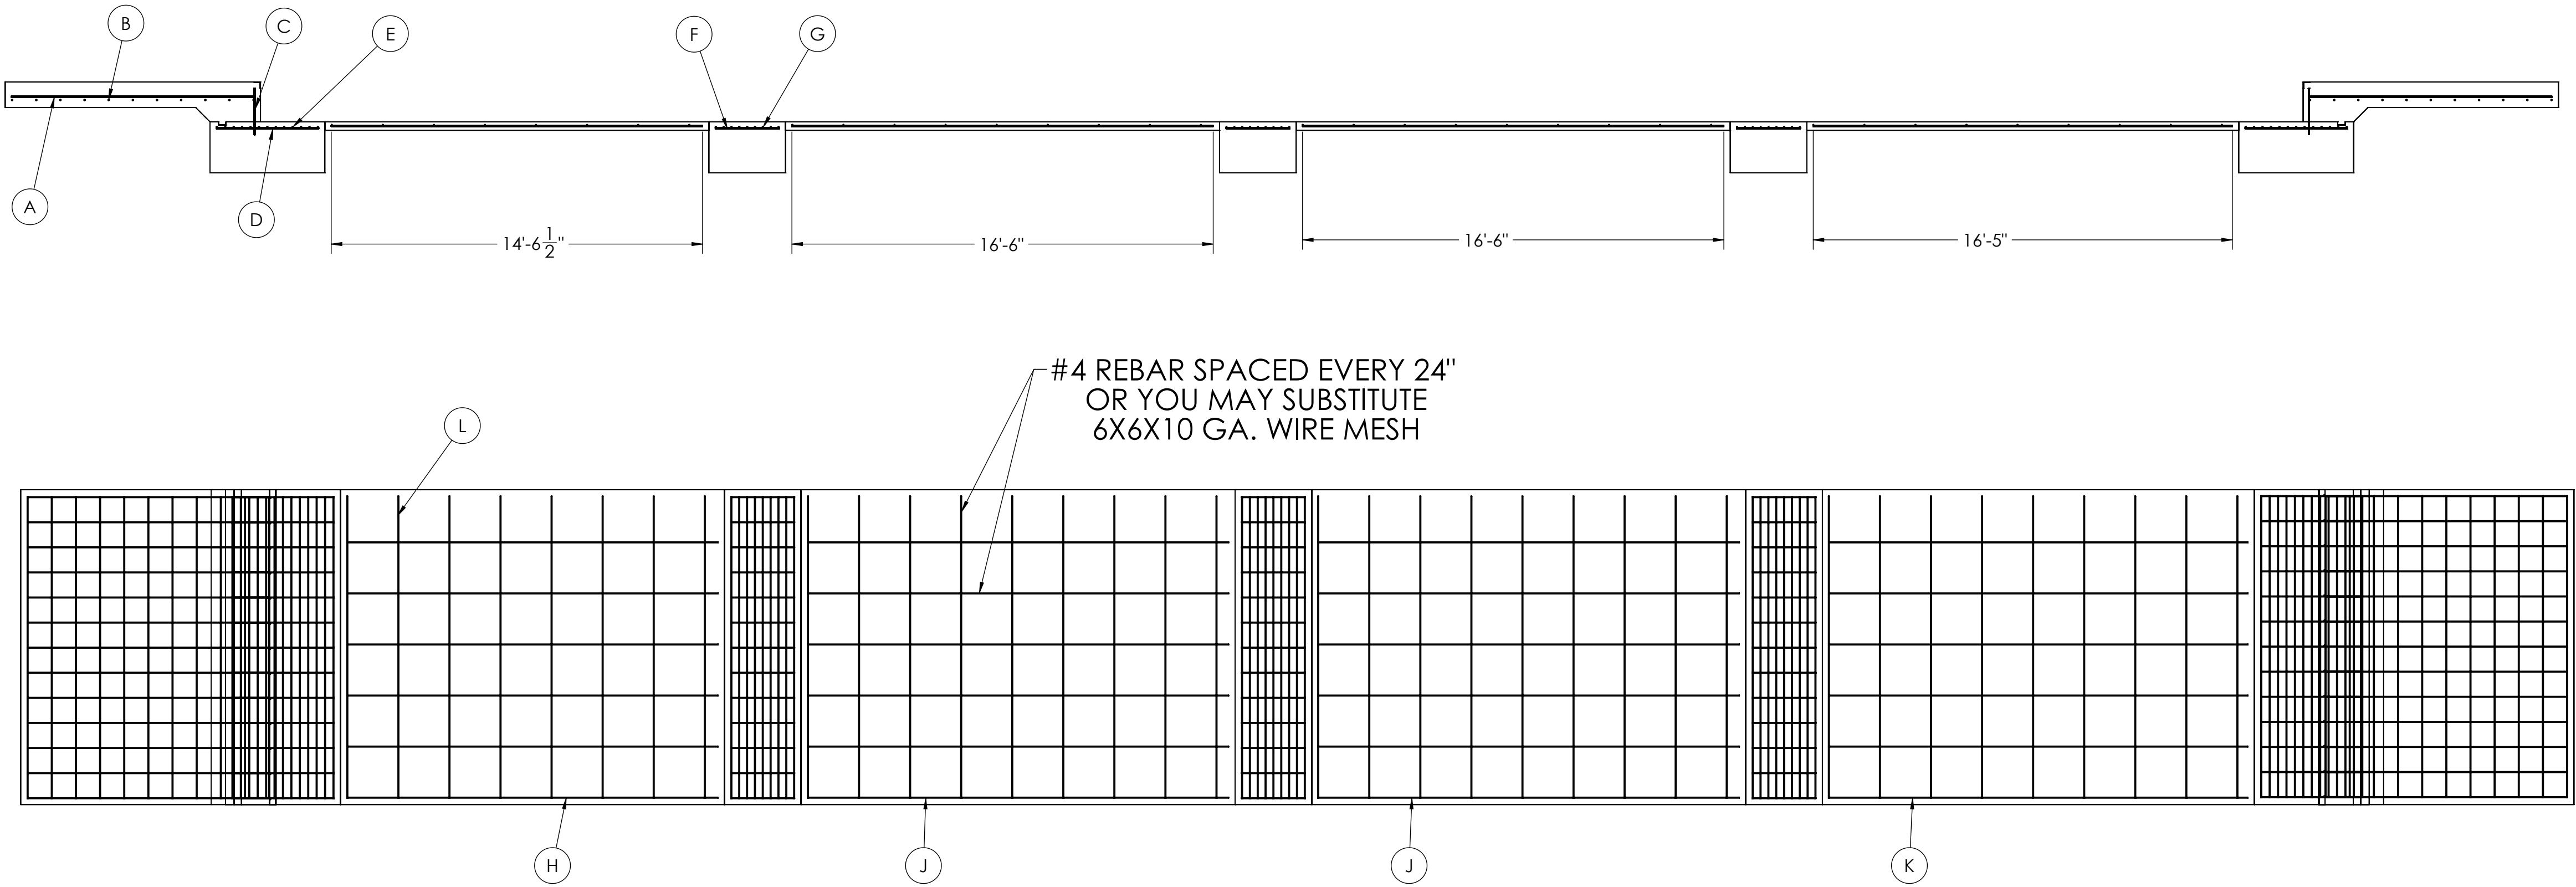 B
C
E
F
G
A
D
14'-6 1/2"
16'-6"
16'-6"
16'-5"
#4 REBAR SPACED EVERY 24"
OR YOU MAY SUBSTITUTE
6X6X10 GA. WIRE MESH
L
H
J
J
K